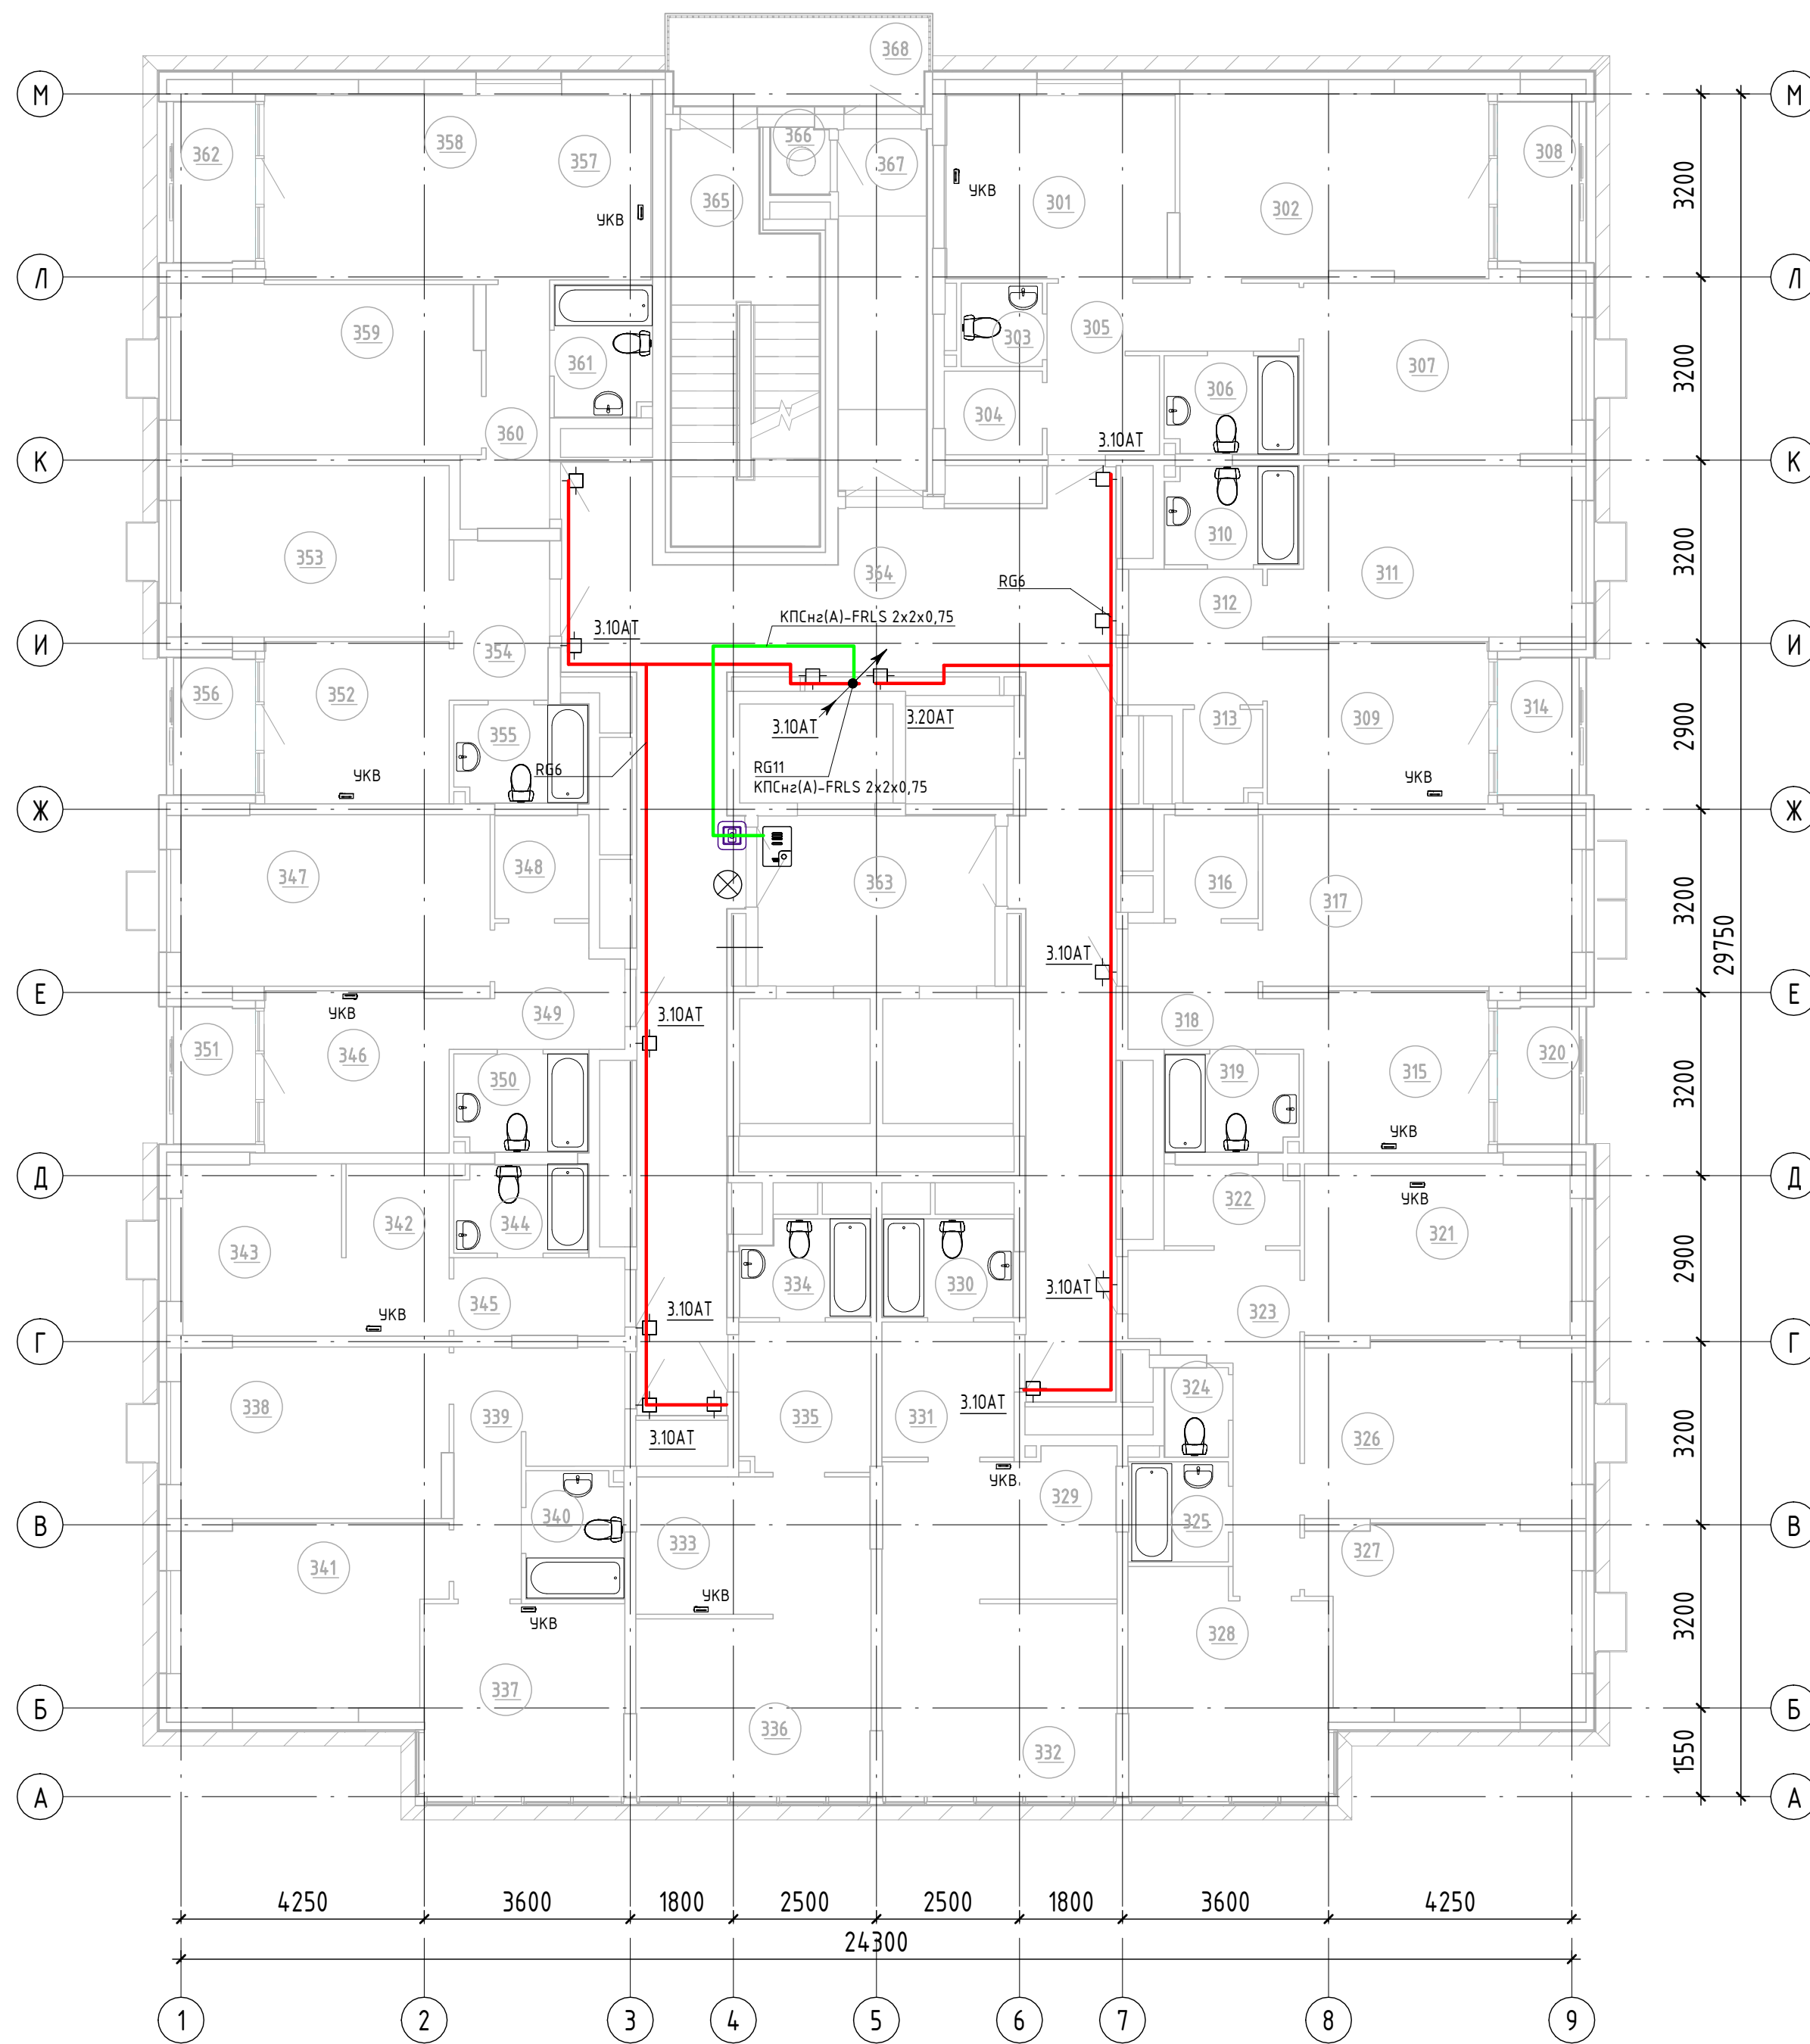 368
М
М
362
358
357
366
367
365
УКВ
УКВ
301
302
308
3200
Л
Л
359
361
360
303
305
304
306
307
3200
К
К
3.10АТ
353
364
310
311
RG6
312
3200
КПСнг(А)-FRLS 2х2х0,75
3.10АТ
И
И
354
356
352
355
УКВ
RG6
3.10АТ
3.20АТ
RG11
КПСнг(А)-FRLS 2х2х0,75
313
309
314
УКВ
2900
Ж
Ж
347
348
363
316
317
3200
29750
3.10АТ
Е
Е
УКВ
349
3.10АТ
351
346
350
318
319
315
320
УКВ
3200
Д
Д
343
342
344
345
УКВ
334
330
322
УКВ
321
323
3.10АТ
3.10АТ
2900
Г
Г
338
339
335
331
3.10АТ
3.10АТ
324
326
УКВ
329
3200
В
В
340
333
325
327
341
УКВ
УКВ
328
3200
337
336
332
Б
Б
1550
А
А
4250
3600
1800
2500
2500
1800
3600
4250
24300
1
2
3
4
5
6
7
8
9